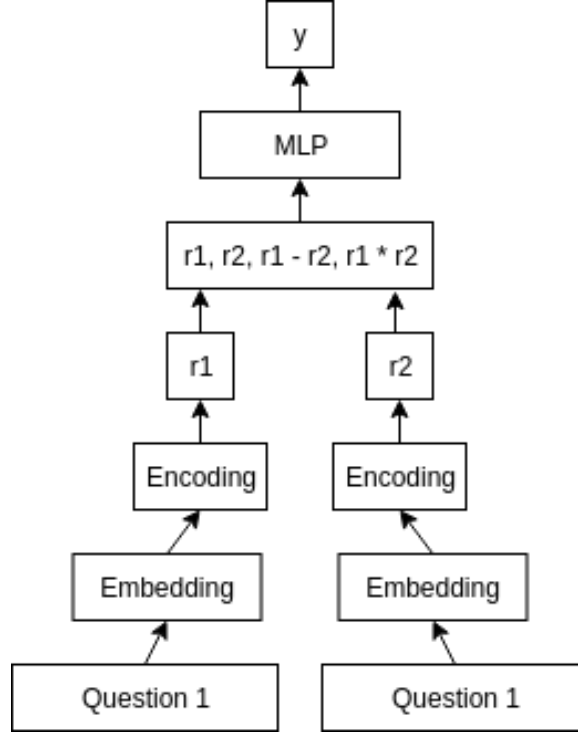 y
MLP
r1, r2, r1 - r2, r1 * r2
r1
r2
Encoding
Encoding
Embedding
Embedding
Question 1
Question 1